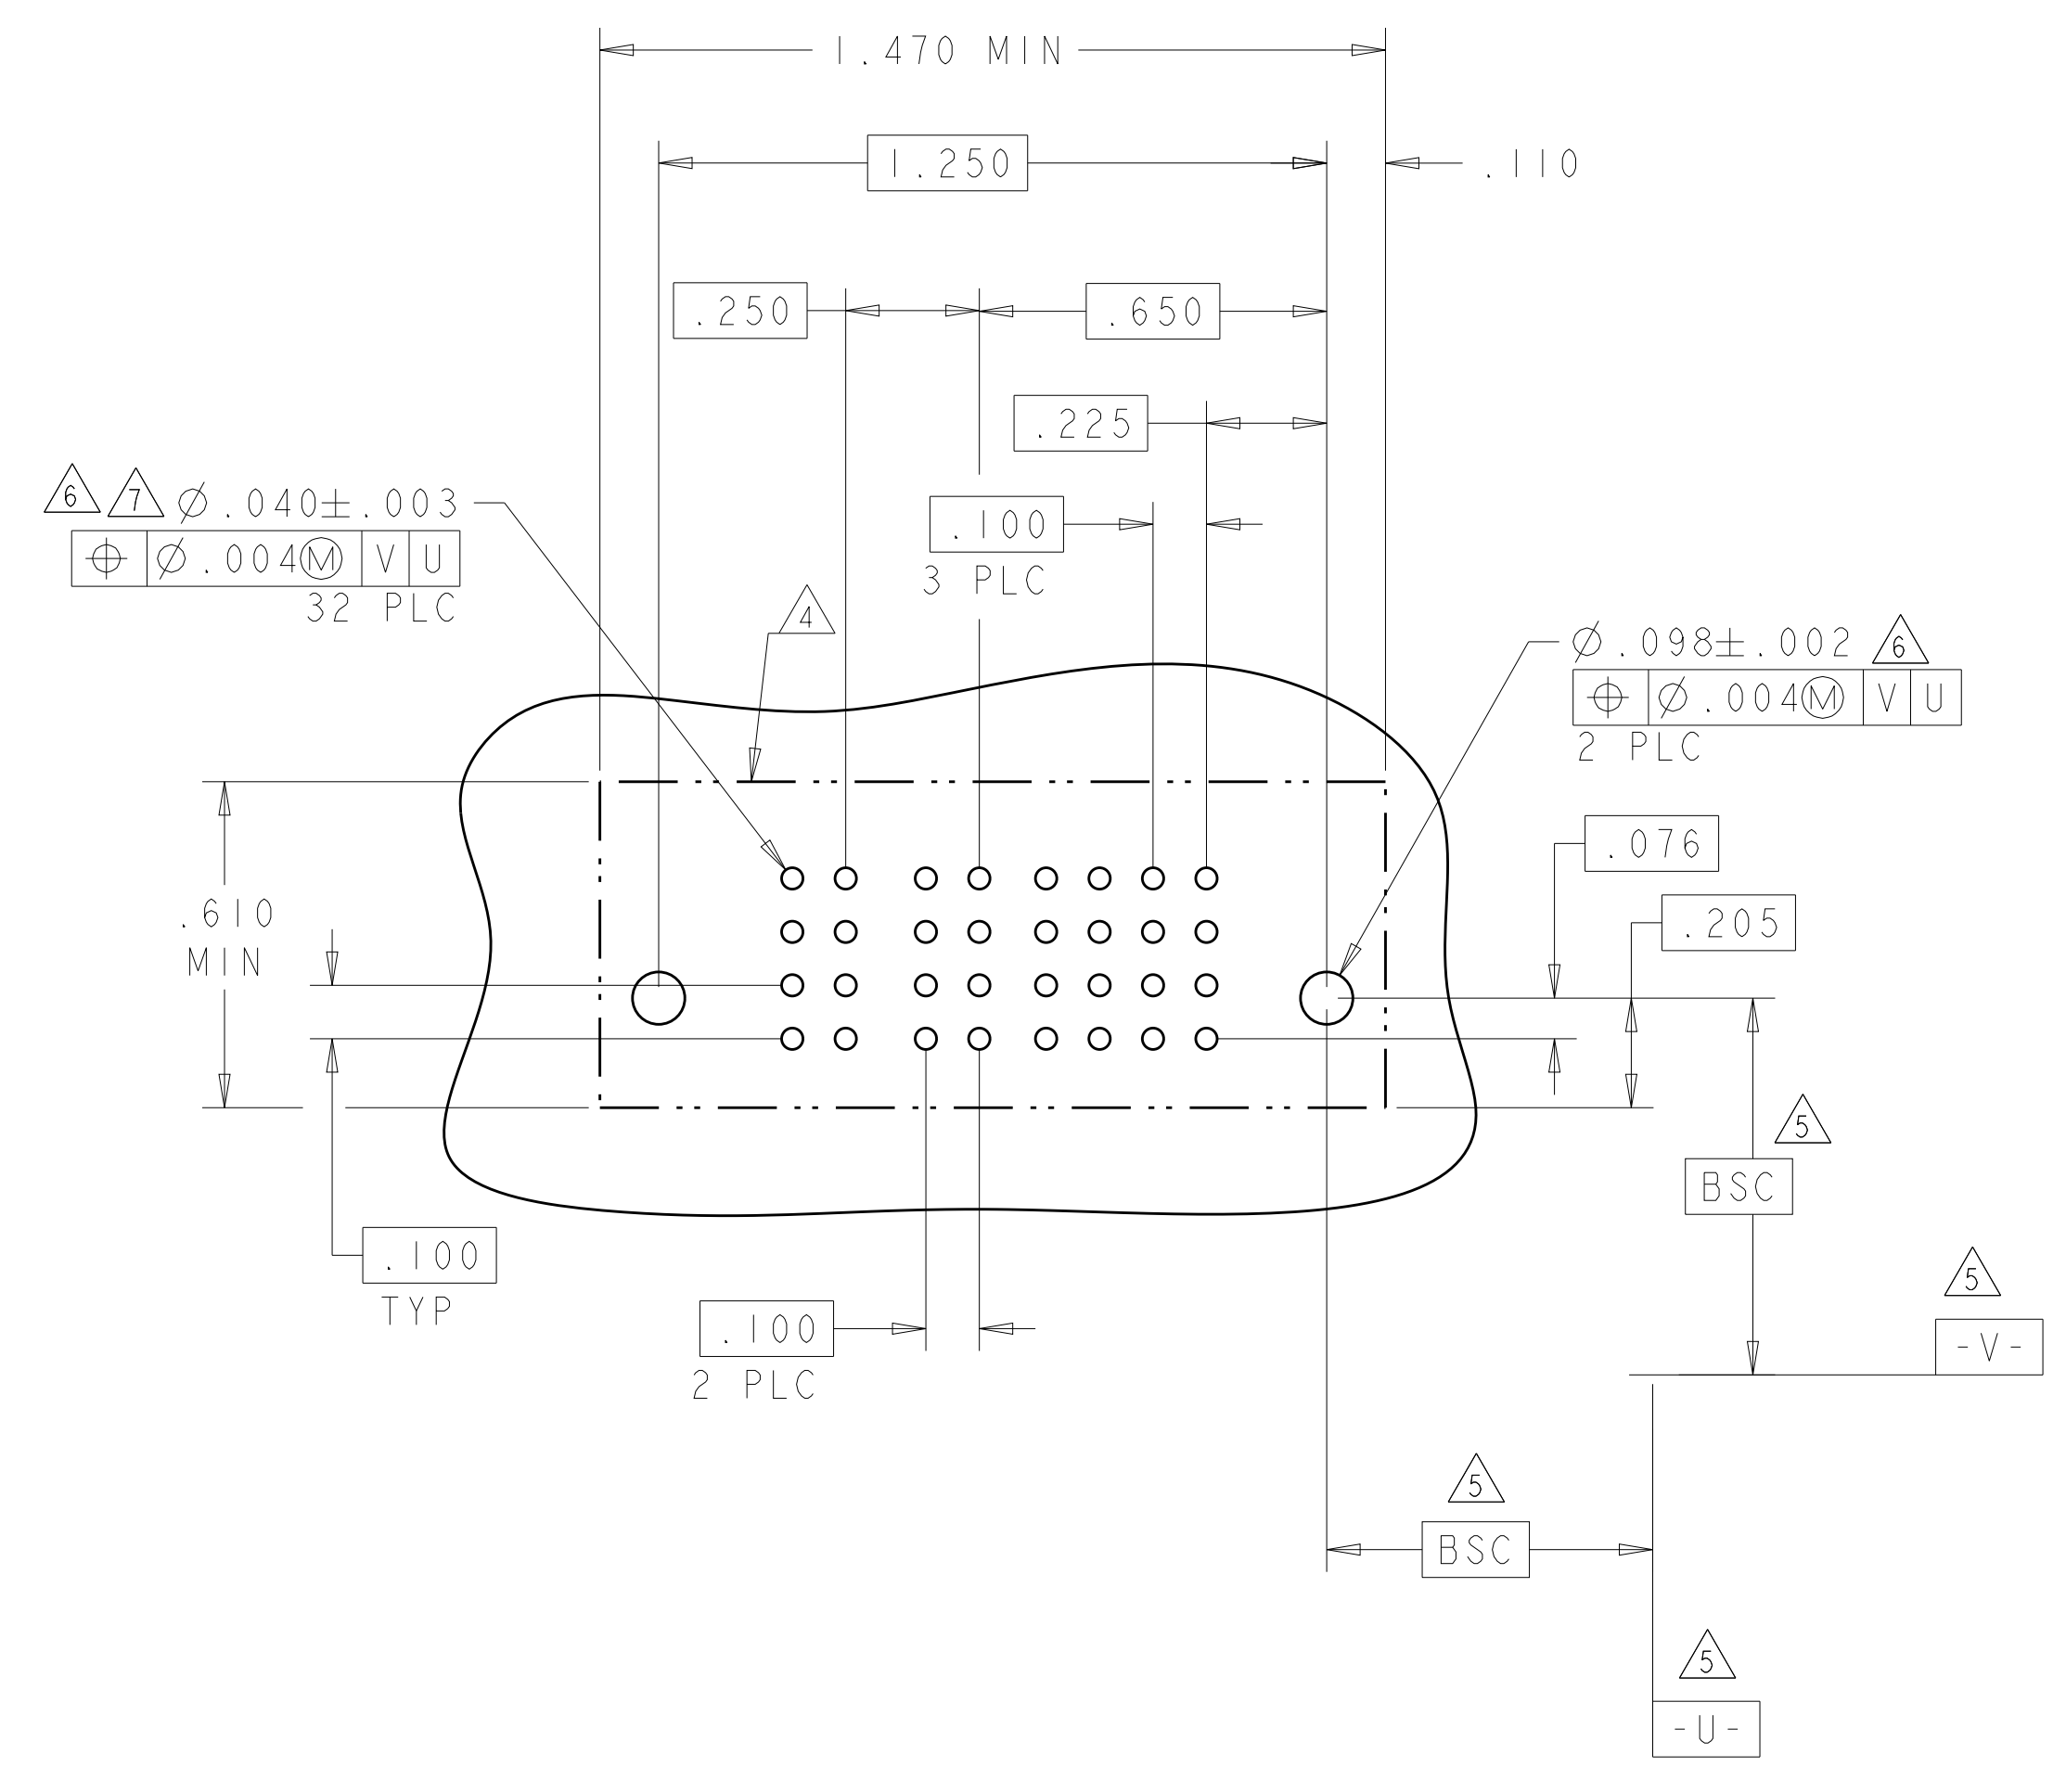 1.470 MIN
1.250
.110
.250
.650
.225
6 7 ⌀.040±.003
⌖ ⌀.004Ⓜ V U
32 PLC
.100
3 PLC
4
⌀.098±.002 6
⌖ ⌀.004Ⓜ V U
2 PLC
.076
.205
.610
MIN
5
BSC
.100
TYP
.100
2 PLC
5
-V-
5
BSC
5
-U-